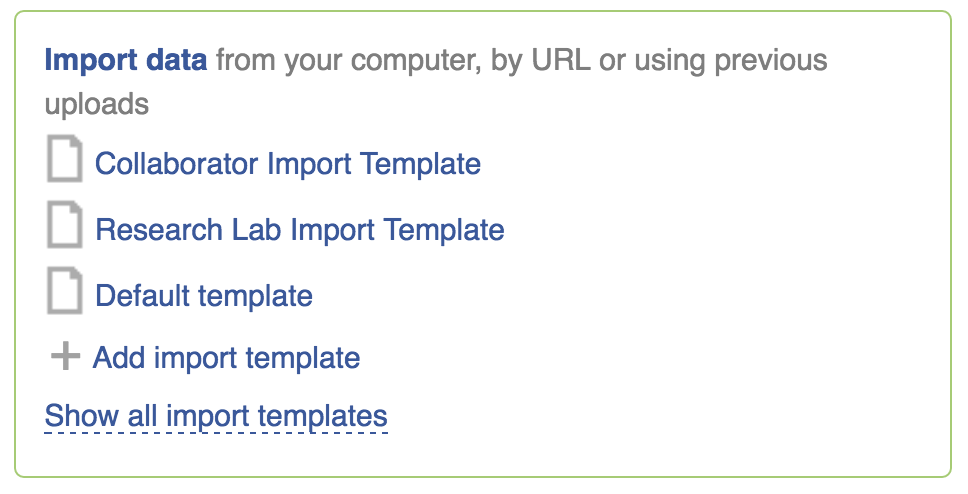 Import data from your computer, by URL or using previous
uploads
Collaborator Import Template
Research Lab Import Template
Default template
Add import template
Show all import templates